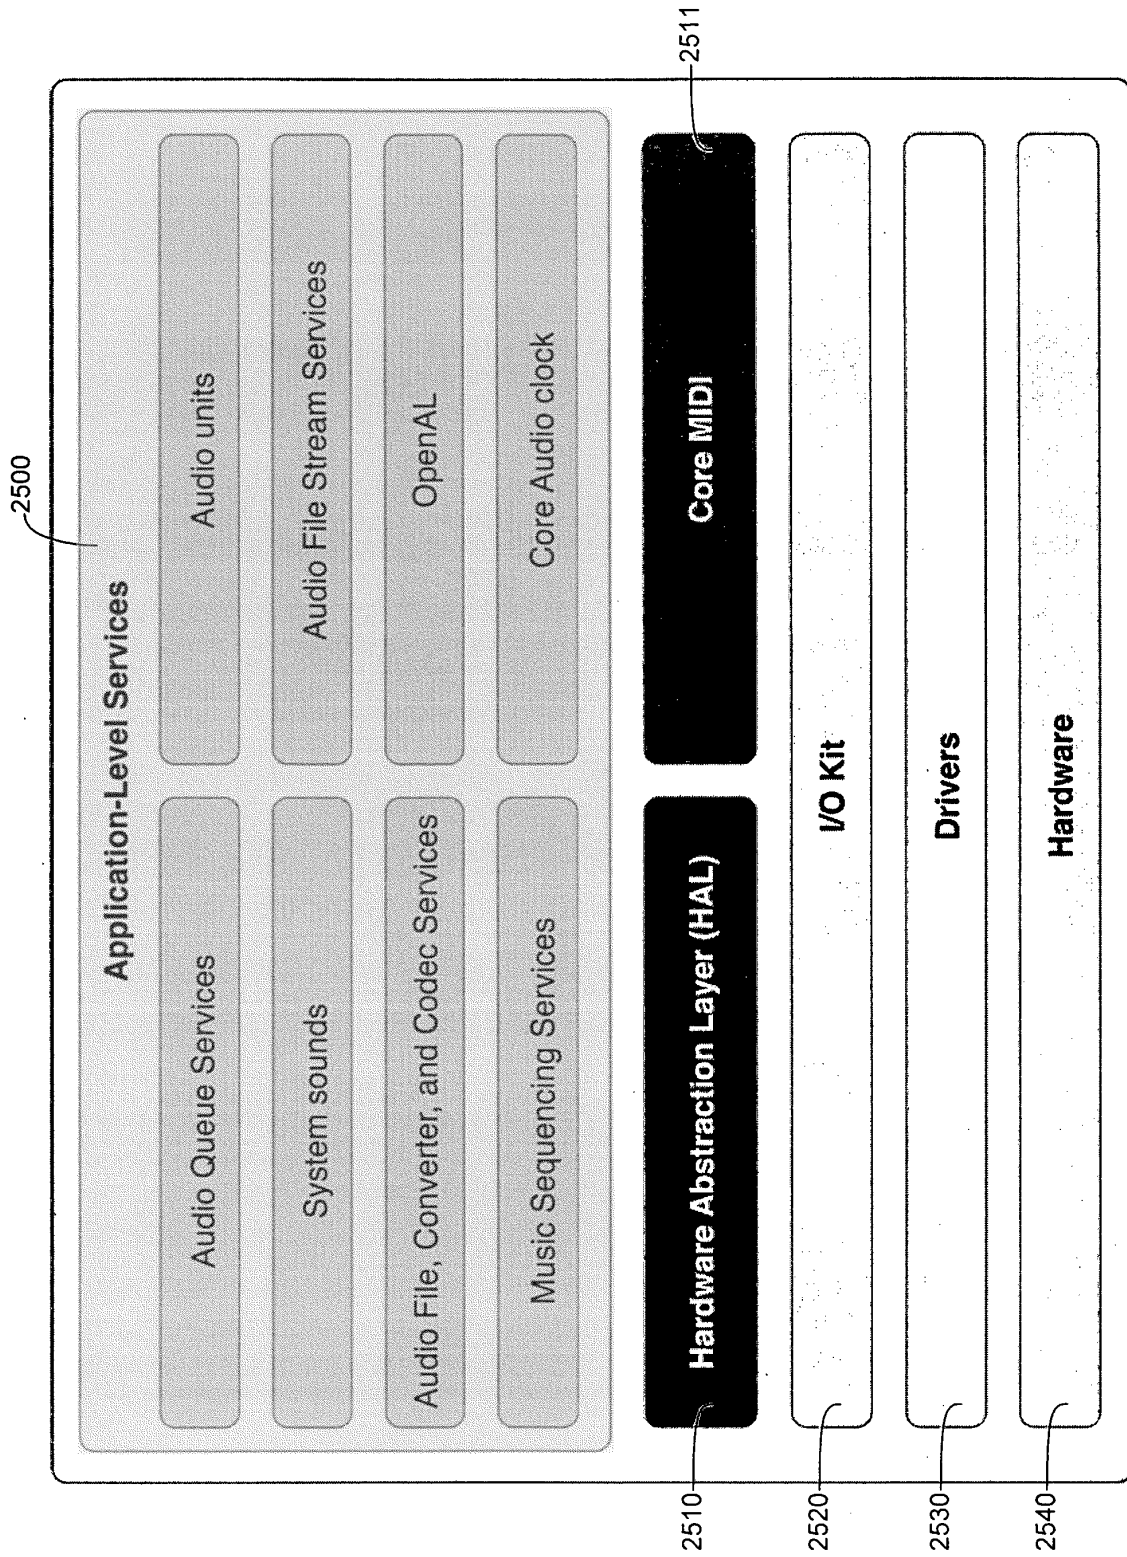 2500
Application-Level Services
Audio Queue Services
Audio units
System sounds
Audio File Stream Services
Audio File, Converter, and Codec Services
OpenAL
Music Sequencing Services
Core Audio clock
2510
Hardware Abstraction Layer (HAL)
Core MIDI
2511
2520
I/O Kit
2530
Drivers
2540
Hardware